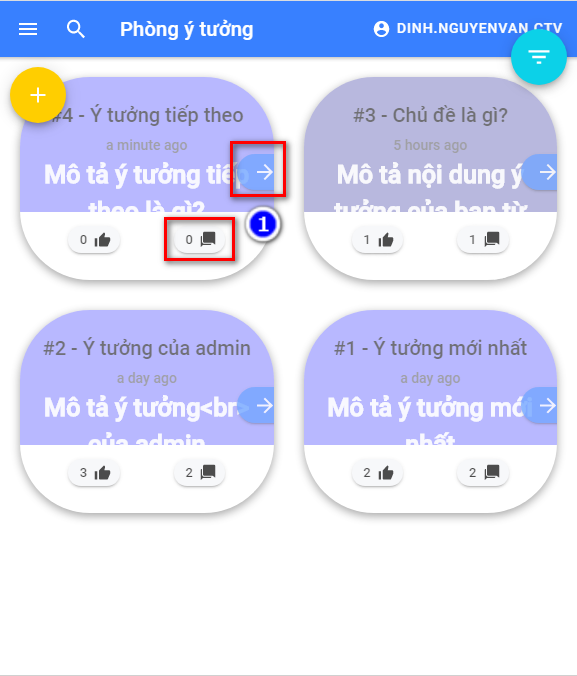 Phòng ý tưởng
DINH.NGUYENVAN.CTV
#4 - Ý tưởng tiếp theo
a minute ago
Mô tả ý tưởng tiếp
theo là gì?
0
0
1
#3 - Chủ đề là gì?
5 hours ago
Mô tả nội dung ý
tưởng của bạn từ
1
1
#2 - Ý tưởng của admin
a day ago
Mô tả ý tưởng<br>
của admin
3
2
#1 - Ý tưởng mới nhất
a day ago
Mô tả ý tưởng mới
nhất
2
2